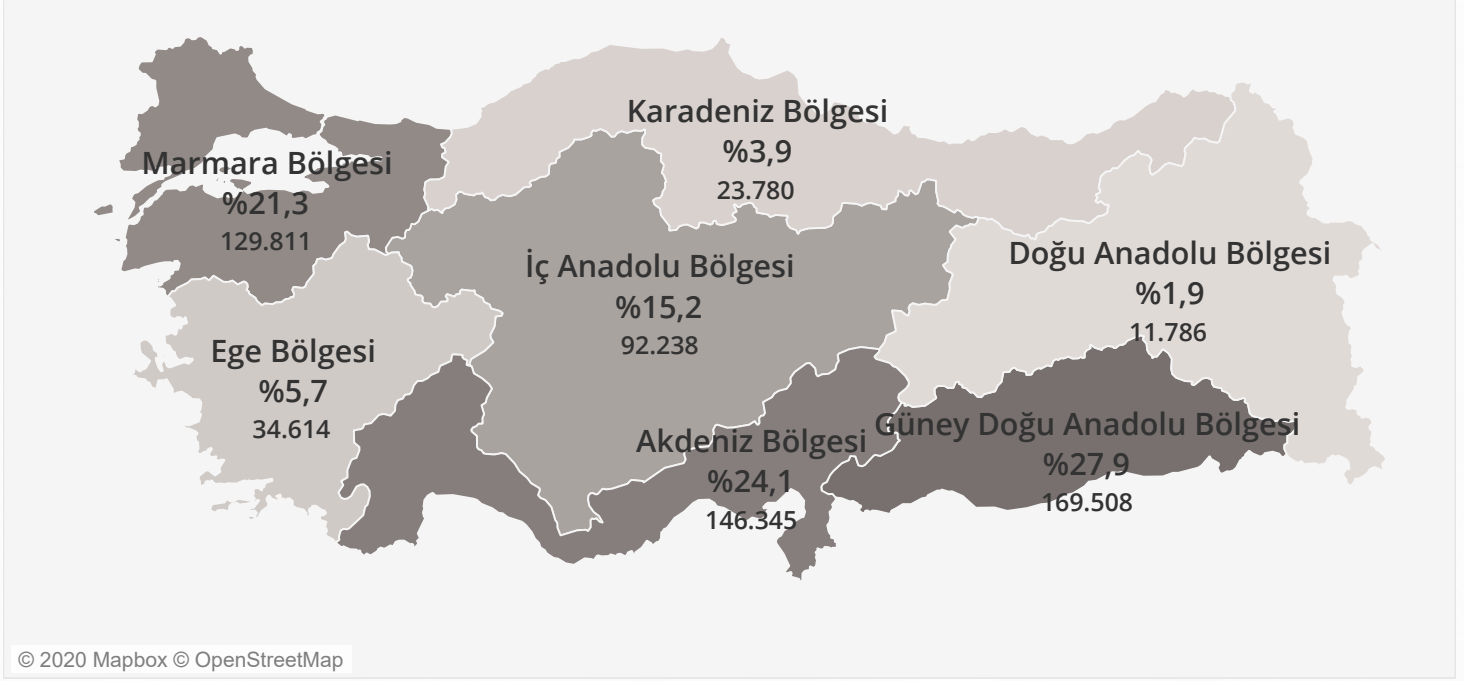 Karadeniz Bölgesi
%3,9
23.780
Marmara Bölgesi
%21,3
129.811
İç Anadolu Bölgesi
%15,2
92.238
Doğu Anadolu Bölgesi
%1,9
11.786
Ege Bölgesi
%5,7
34.614
Akdeniz Bölgesi
%24,1
146.345
Güney Doğu Anadolu Bölgesi
%27,9
169.508
© 2020 Mapbox © OpenStreetMap